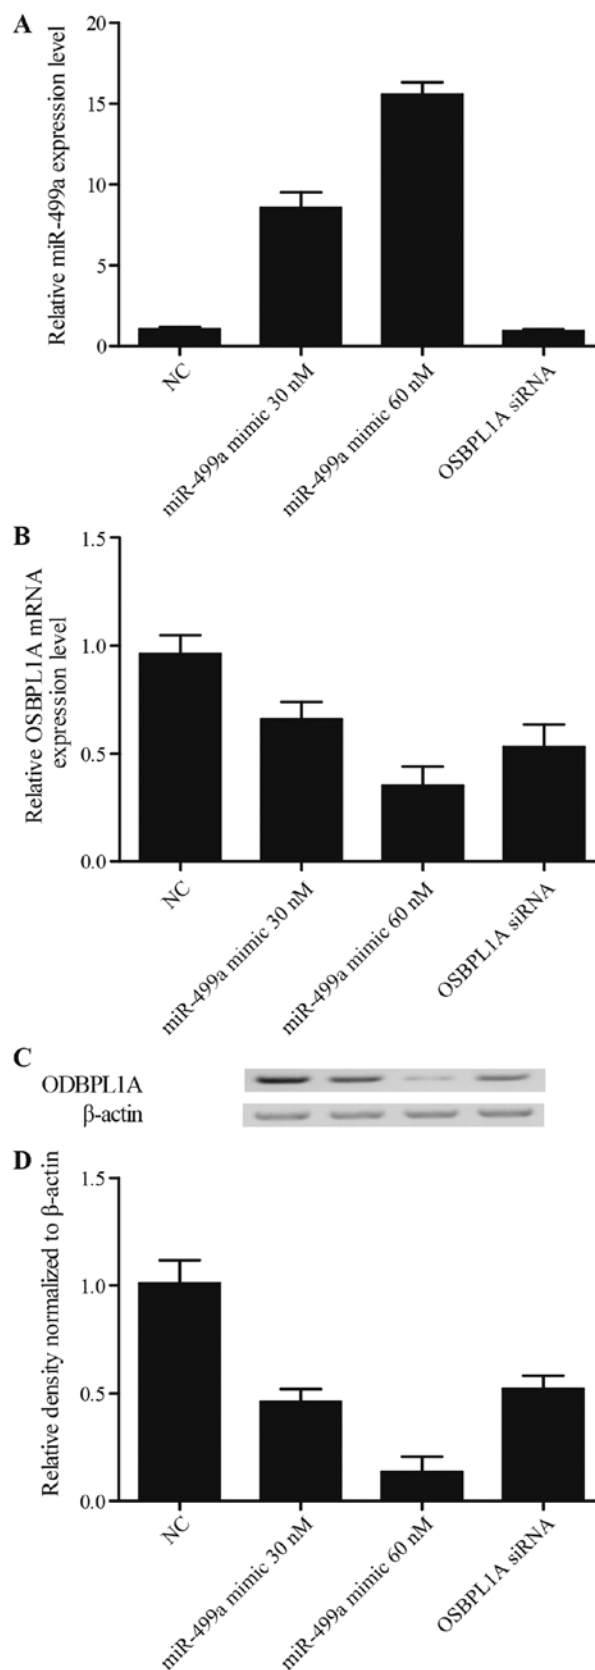 A
Relative miR-499a expression level
20
15
10
5
0
NC
miR-499a mimic 30 nM
miR-499a mimic 60 nM
OSBPL1A siRNA
B
Relative OSBPL1A mRNA
expression level
1.5
1.0
0.5
0.0
NC
miR-499a mimic 30 nM
miR-499a mimic 60 nM
OSBPL1A siRNA
C
ODBPL1A
β-actin
D
Relative density normalized to β-actin
1.5
1.0
0.5
0.0
NC
miR-499a mimic 30 nM
miR-499a mimic 60 nM
OSBPL1A siRNA